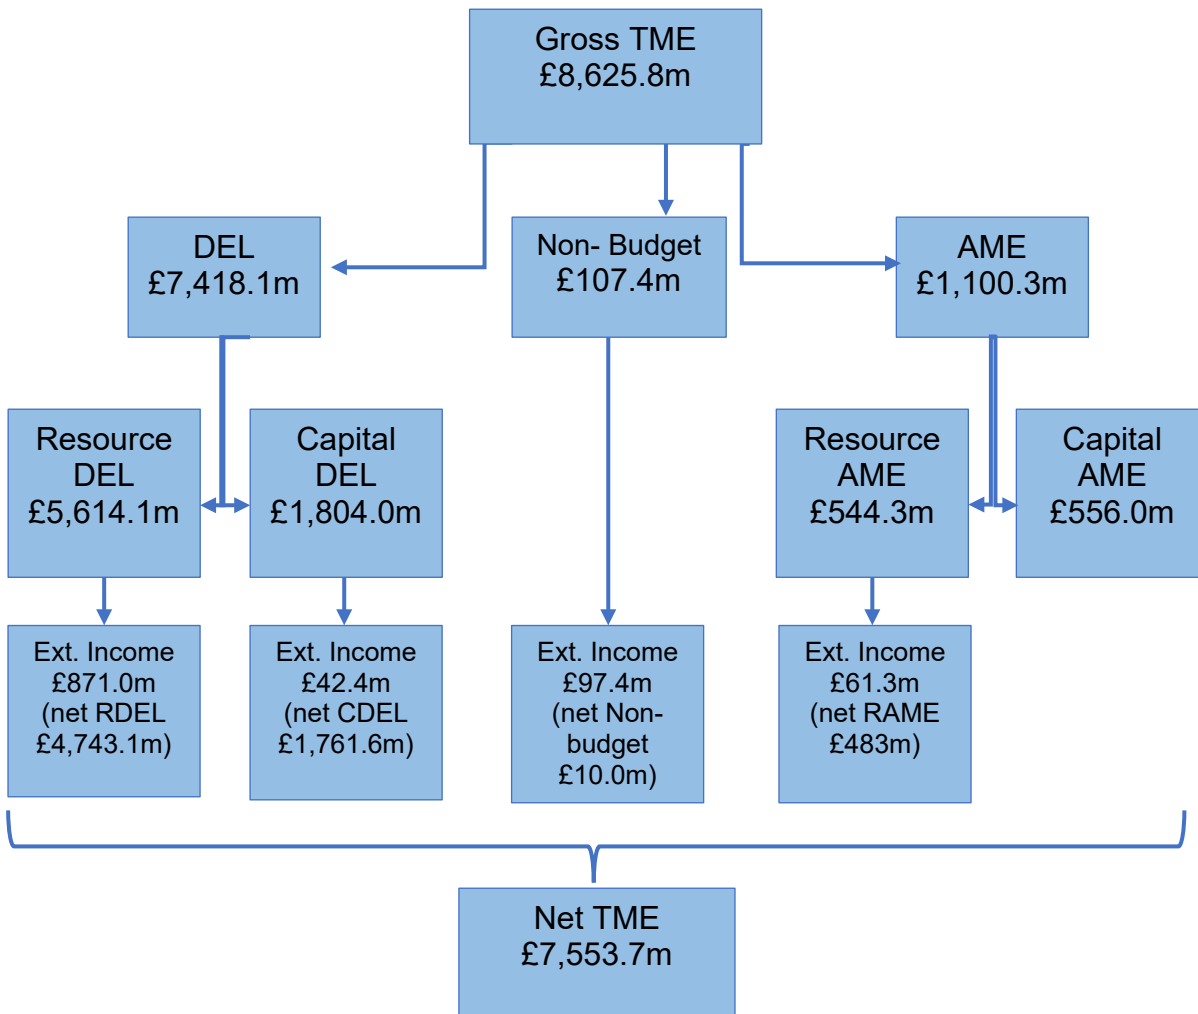 Gross TME
£8,625.8m
DEL
£7,418.1m
Non- Budget
£107.4m
AME
£1,100.3m
Resource
DEL
£5,614.1m
Capital
DEL
£1,804.0m
Resource
AME
£544.3m
Capital
AME
£556.0m
Ext. Income
£871.0m
(net RDEL
£4,743.1m)
Ext. Income
£42.4m
(net CDEL
£1,761.6m)
Ext. Income
£97.4m
(net Non-
budget
£10.0m)
Ext. Income
£61.3m
(net RAME
£483m)
Net TME
£7,553.7m